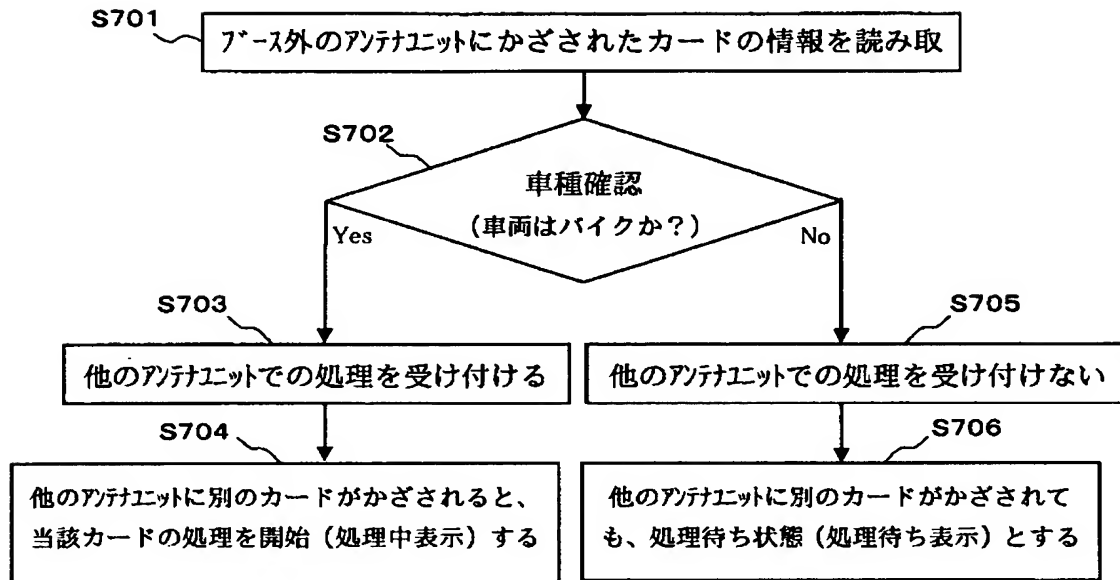 S701
ﾌﾞｰｽ外のｱﾝﾃﾅﾕﾆｯﾄにかざされたカードの情報を読み取
S702
車種確認
（車両はバイクか？）
Yes
No
S703
S705
他のｱﾝﾃﾅﾕﾆｯﾄでの処理を受け付ける
他のｱﾝﾃﾅﾕﾆｯﾄでの処理を受け付けない
S704
S706
他のｱﾝﾃﾅﾕﾆｯﾄに別のカードがかざされると、
当該カードの処理を開始（処理中表示）する
他のｱﾝﾃﾅﾕﾆｯﾄに別のカードがかざされて
も、処理待ち状態（処理待ち表示）とする